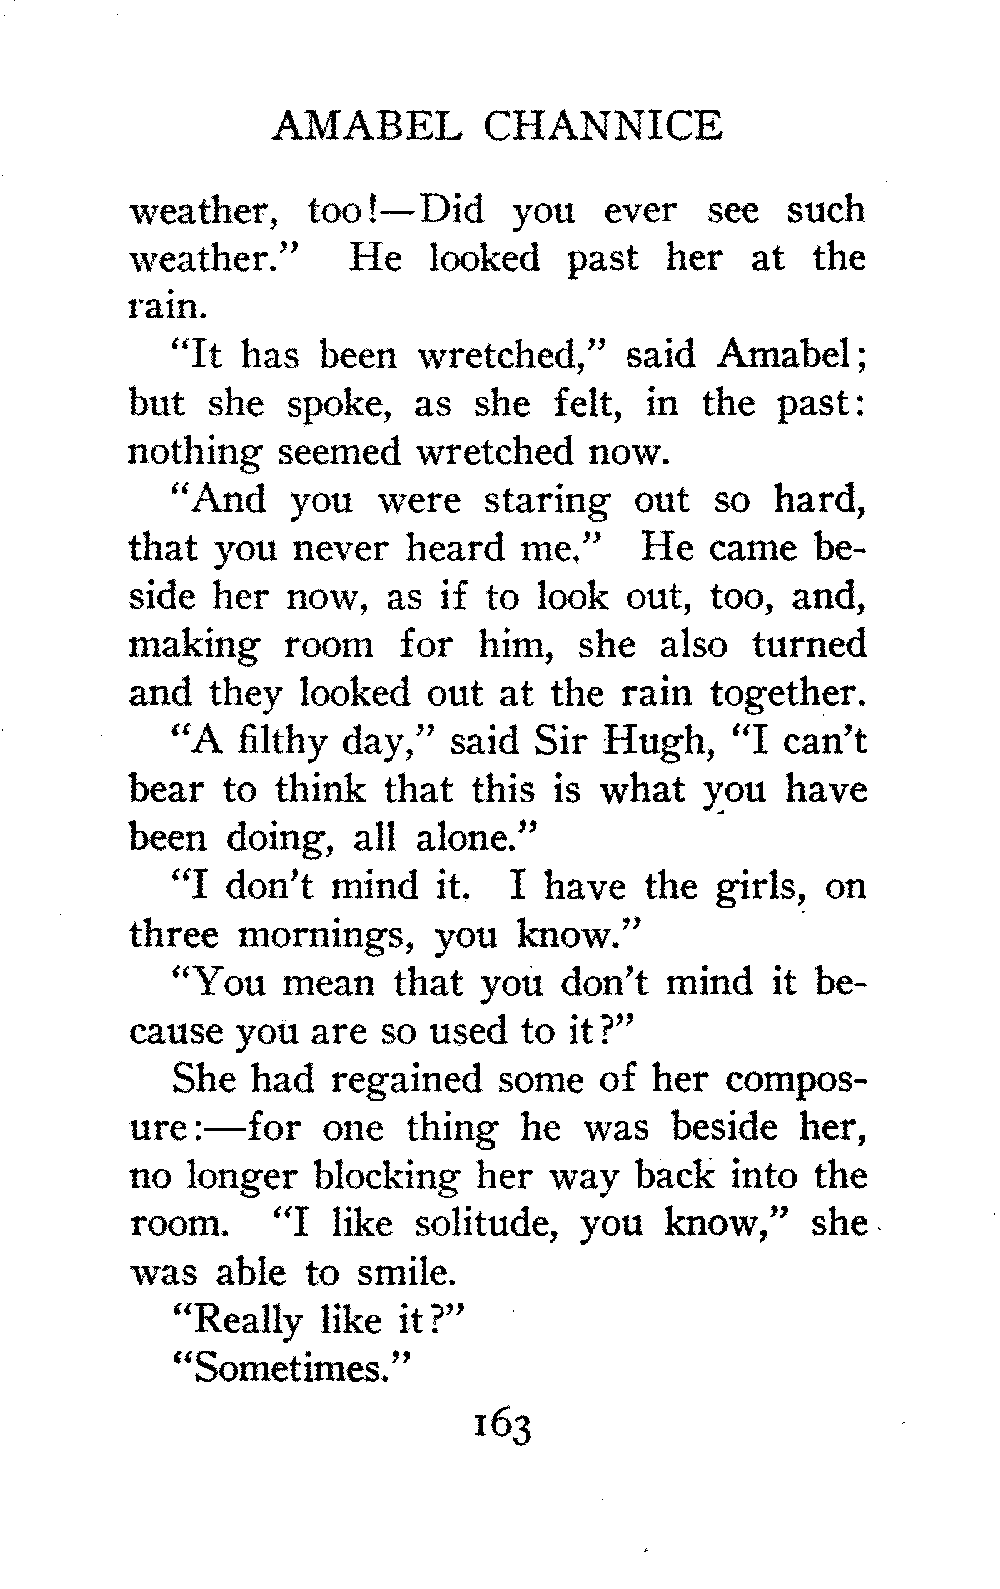 AMABEL CHANNICE
weather, too!—Did you ever see such
weather." He looked past her at the
rain.
"It has been wretched," said Amabel;
but she spoke, as she felt, in the past:
nothing seemed wretched now.
"And you were staring out so hard,
that you never heard me." He came be-
side her now, as if to look out, too, and,
making room for him, she also turned
and they looked out at the rain together.
"A filthy day," said Sir Hugh, "I can't
bear to think that this is what you have
been doing, all alone."
"I don't mind it. I have the girls, on
three mornings, you know."
"You mean that you don't mind it be-
cause you are so used to it?"
She had regained some of her compos-
ure:—for one thing he was beside her,
no longer blocking her way back into the
room. "I like solitude, you know," she
was able to smile.
"Really like it?"
"Sometimes."
163